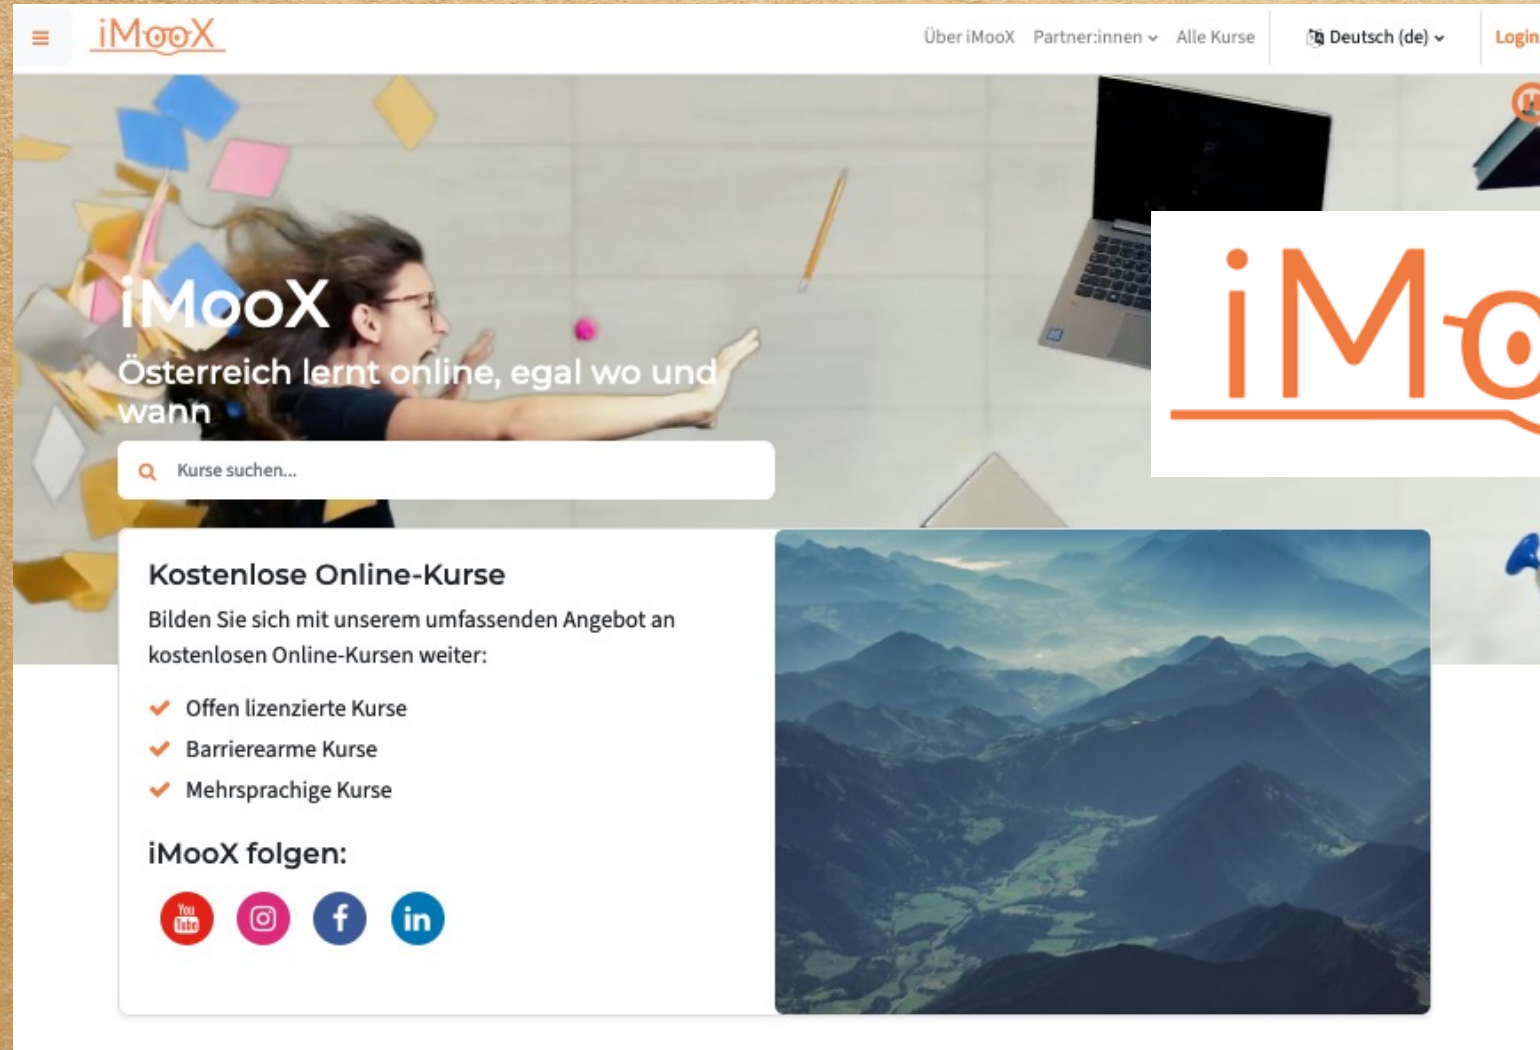 iMooX
Über iMooX Partner:innen Alle Kurse Deutsch (de) Login
iMooX
Österreich lernt online, egal wo und
wann
Kurse suchen...
Kostenlose Online-Kurse
Bilden Sie sich mit unserem umfassenden Angebot an
kostenlosen Online-Kursen weiter:
Offen lizenzierte Kurse
Barrierearme Kurse
Mehrsprachige Kurse
iMooX folgen:
You
Tube
f
in
iMo